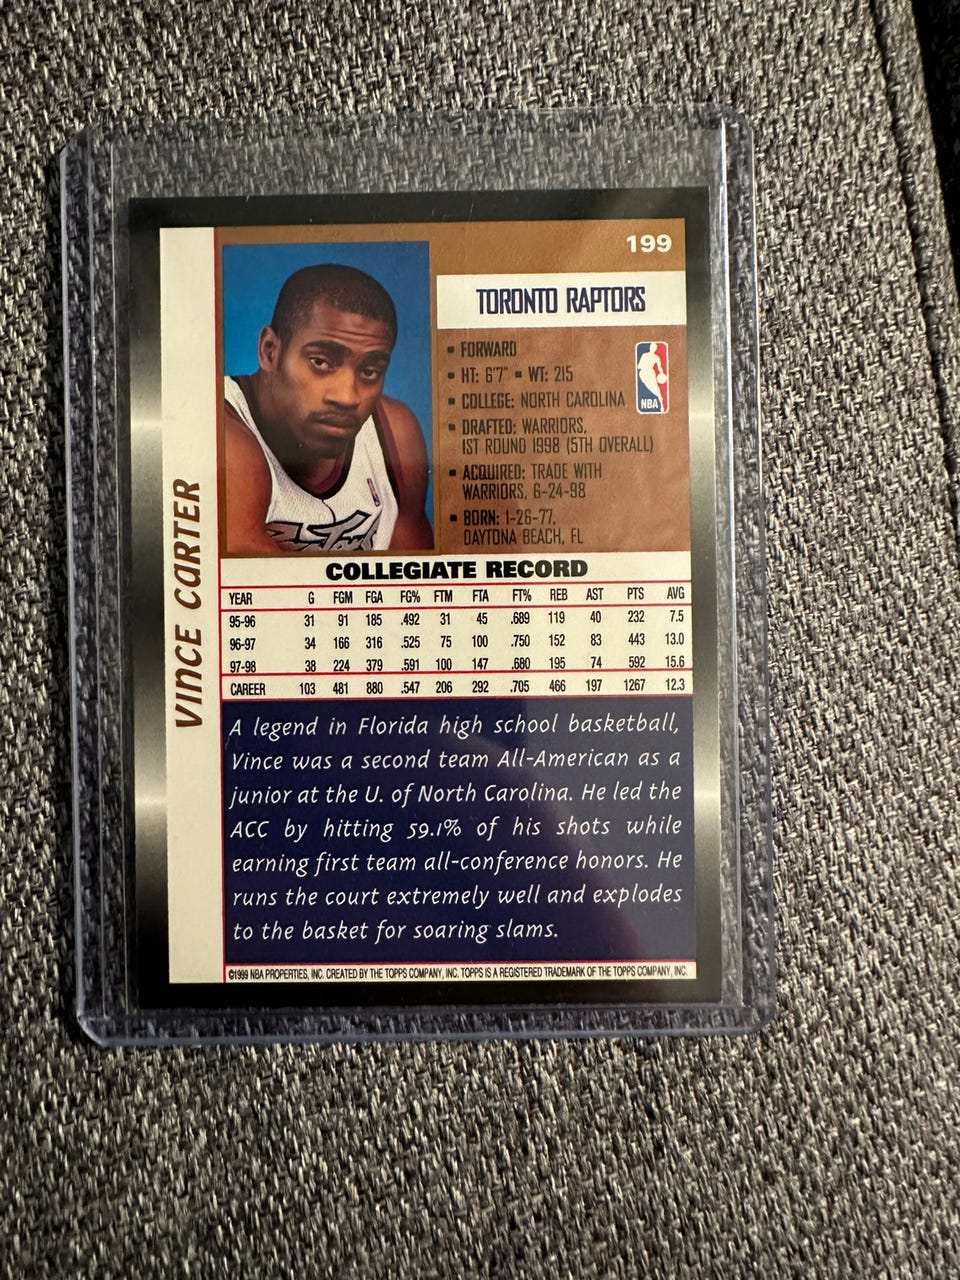 199
TORONTO RAPTORS
▪ FORWARD
▪ HT: 6'7" ▪ WT: 215
▪ COLLEGE: NORTH CAROLINA
▪ DRAFTED: WARRIORS,
1ST ROUND 1998 (5TH OVERALL)
▪ ACQUIRED: TRADE WITH
WARRIORS, 6-24-98
▪ BORN: 1-26-77,
DAYTONA BEACH, FL
NBA
VINCE CARTER
COLLEGIATE RECORD
YEAR G FGM FGA FG% FTM FTA FT% REB AST PTS AVG
95-96 31 91 185 .492 31 45 .689 119 40 232 7.5
96-97 34 166 316 .525 75 100 .750 152 83 443 13.0
97-98 38 224 379 .591 100 147 .680 195 74 592 15.6
CAREER 103 481 880 .547 206 292 .705 466 197 1267 12.3
A legend in Florida high school basketball,
Vince was a second team All-American as a
junior at the U. of North Carolina. He led the
ACC by hitting 59.1% of his shots while
earning first team all-conference honors. He
runs the court extremely well and explodes
to the basket for soaring slams.
©1999 NBA PROPERTIES, INC. CREATED BY THE TOPPS COMPANY, INC. TOPPS IS A REGISTERED TRADEMARK OF THE TOPPS COMPANY, INC.